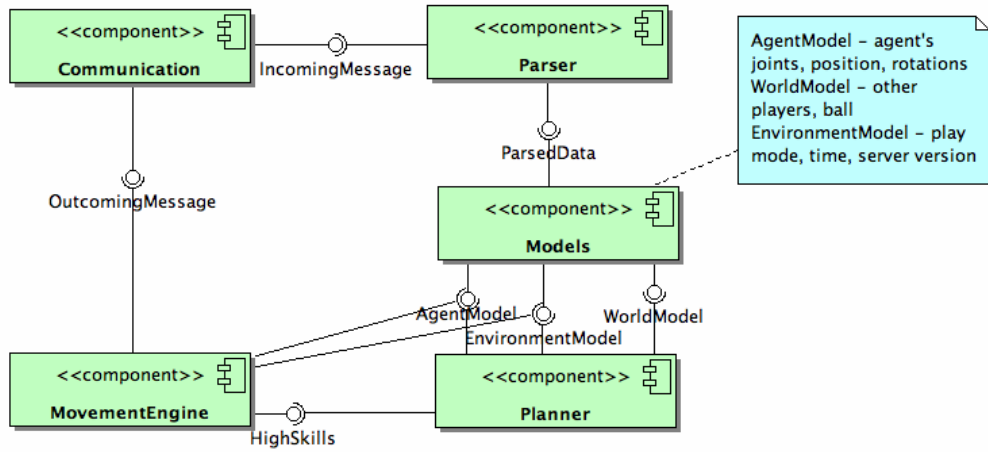 <<component>>
Communication
IncomingMessage
<<component>>
Parser
AgentModel - agent's
joints, position, rotations
WorldModel - other
players, ball
EnvironmentModel - play
mode, time, server version
ParsedData
OutcomingMessage
<<component>>
Models
AgentModel
EnvironmentModel
WorldModel
<<component>>
MovementEngine
HighSkills
<<component>>
Planner